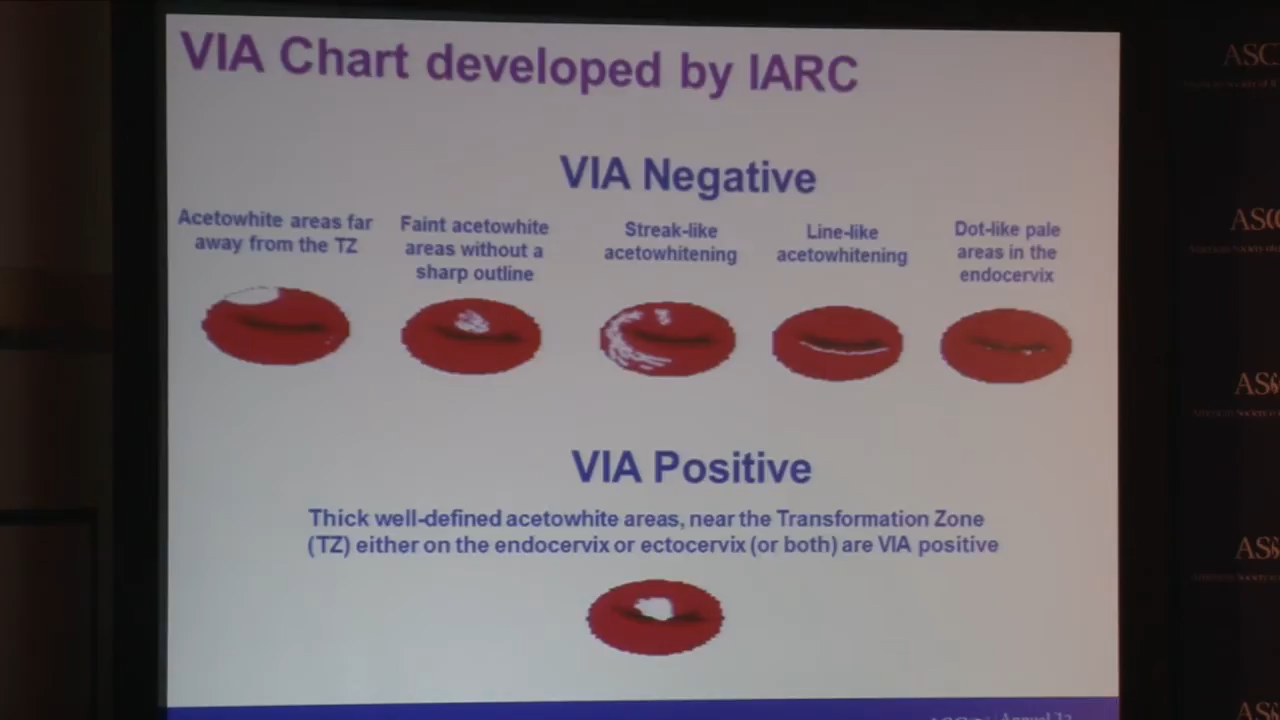 VIA Chart developed by IARC
VIA Negative
Acetowhite areas far
away from the TZ
Faint acetowhite
areas without a
sharp outline
Streak-like
acetowhitening
Line-like
acetowhitening
Dot-like pale
areas in the
endocervix
VIA Positive
Thick well-defined acetowhite areas, near the Transformation Zone
(TZ) either on the endocervix or ectocervix (or both) are VIA positive